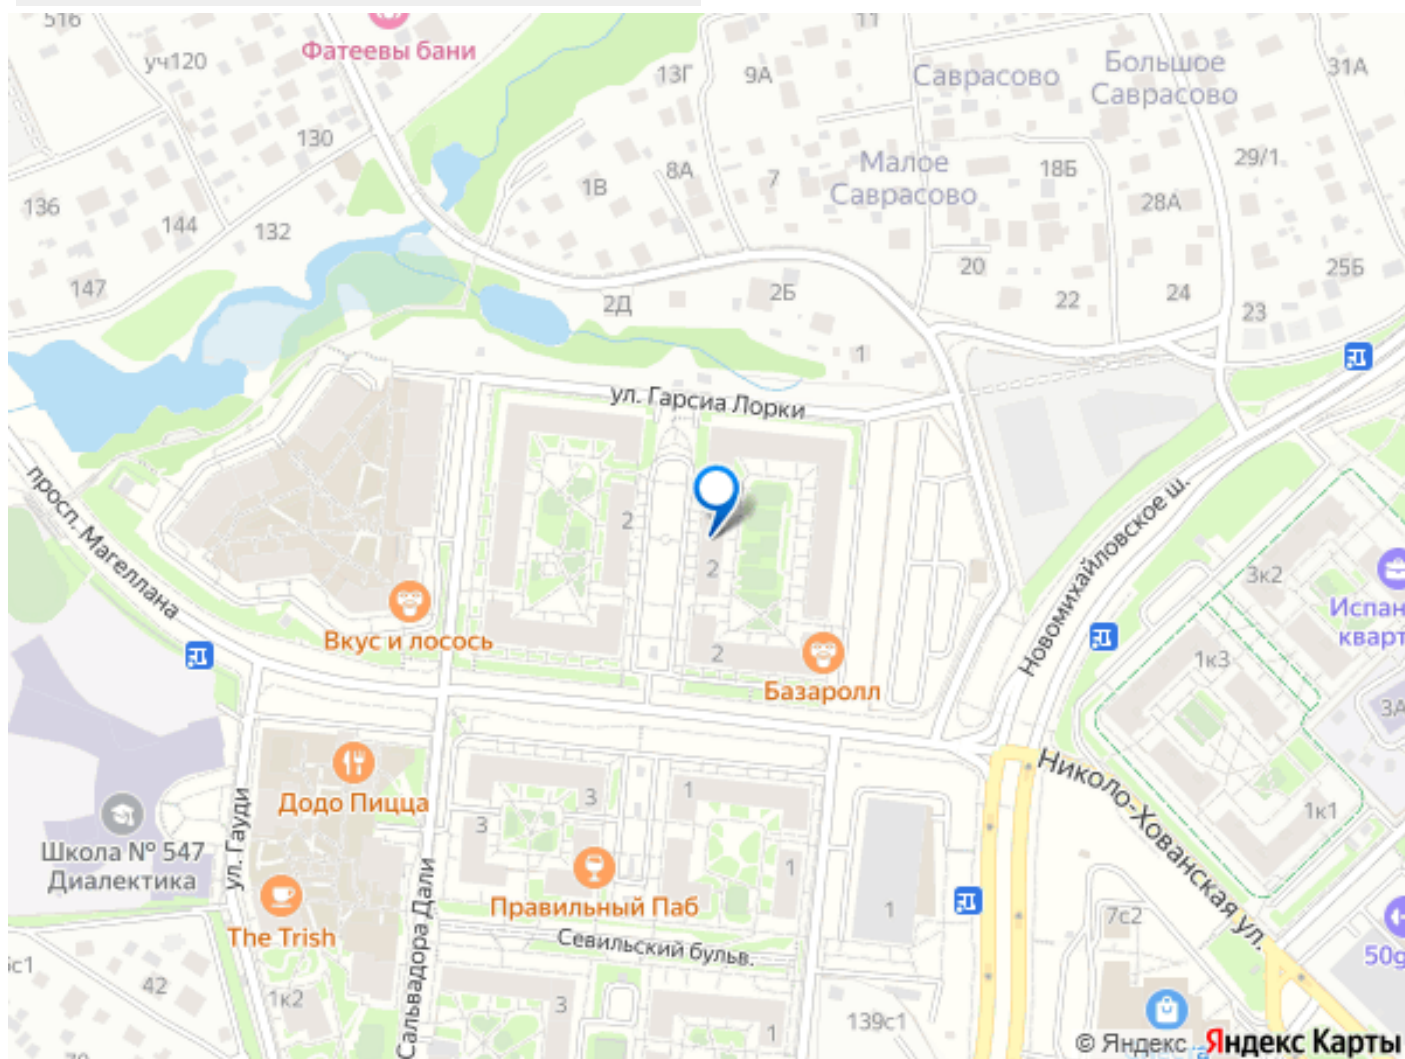 516
Фатеевы бани
уч120
11
13Г
9А
Саврасово
Большое
Саврасово
31А
130
8А
7
Малое
Саврасово
18Б
29/1
1В
136
144
132
28А
147
2Д
2Б
20
22
24
25Б
23
1
ул. Гарсиа Лорки
просп. Магеллана
2
2
2
Новомихайловское ш.
3к2
Испан
кварт
Вкус и лосось
Базаролл
1к3
3А
Николо-Хованская ул.
Додо Пицца
3
1
3
1к1
Школа № 547
Диалектика
ул. Гауди
Сальвадора Дали
Правильный Паб
1
1
7с2
The Trish
Севильский бульв.
50g
с1
42
1к2
3
1
139с1
© Яндекс Яндекс Карты